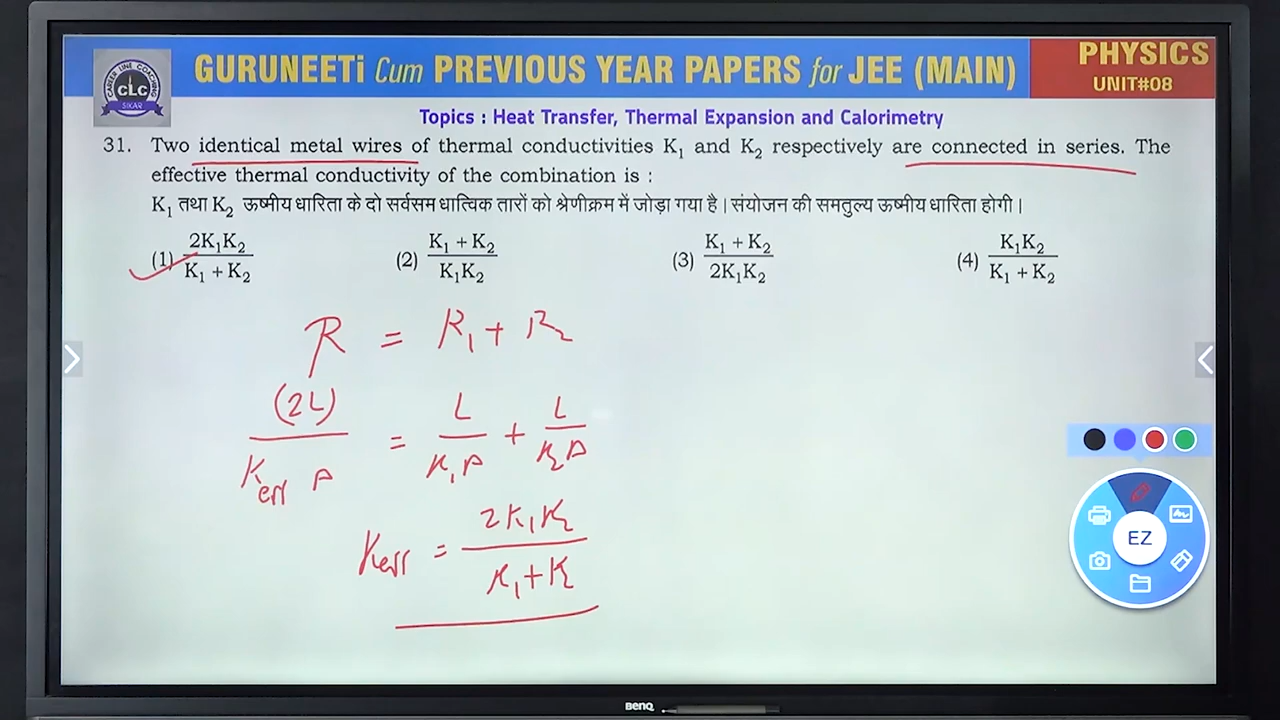 GURUNEETi Cum PREVIOUS YEAR PAPERS for JEE (MAIN)
PHYSICS
UNIT#08
CAREER LINE COACHING
CLC
SIKAR
Topics : Heat Transfer, Thermal Expansion and Calorimetry
31. Two identical metal wires of thermal conductivities K₁ and K₂ respectively are connected in series. The
effective thermal conductivity of the combination is :
K₁ तथा K₂ ऊष्मीय धारिता के दो सर्वसम धात्विक तारों को श्रेणीक्रम में जोड़ा गया है। संयोजन की समतुल्य ऊष्मीय धारिता होगी।
(1) 2K₁K₂ / K₁ + K₂ (2) K₁ + K₂ / K₁K₂ (3) K₁ + K₂ / 2K₁K₂ (4) K₁K₂ / K₁ + K₂
R = R₁ + R₂
(2L) / Keff A = L / K₁A + L / K₂A
Keff = 2K₁K₂ / K₁+K
EZ
BenQ